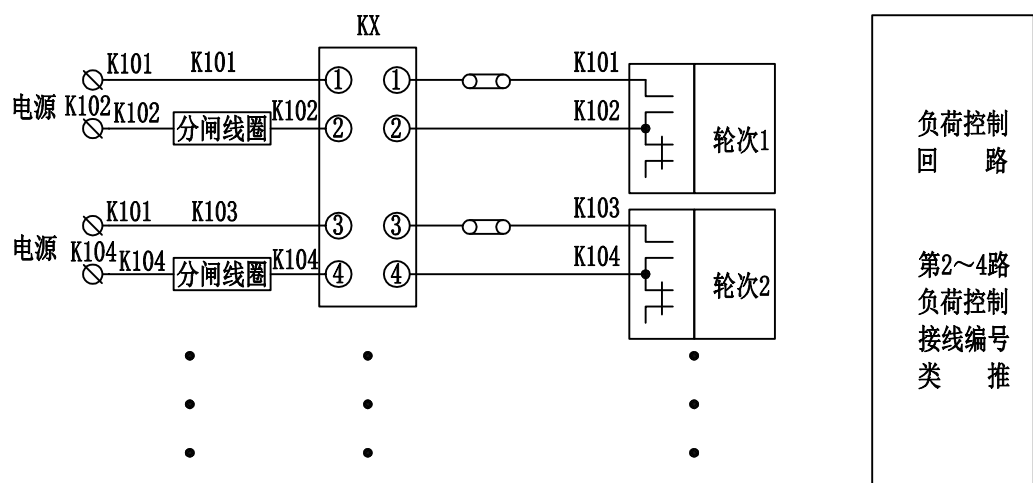 KX
K101 K101 ① ① K101
电源 K102 K102 分闸线圈 K102 ② ② K102 轮次1
K101 K103 ③ ③ K103
电源 K104 K104 分闸线圈 K104 ④ ④ K104 轮次2
负荷控制
回 路
第2～4路
负荷控制
接线编号
类 推